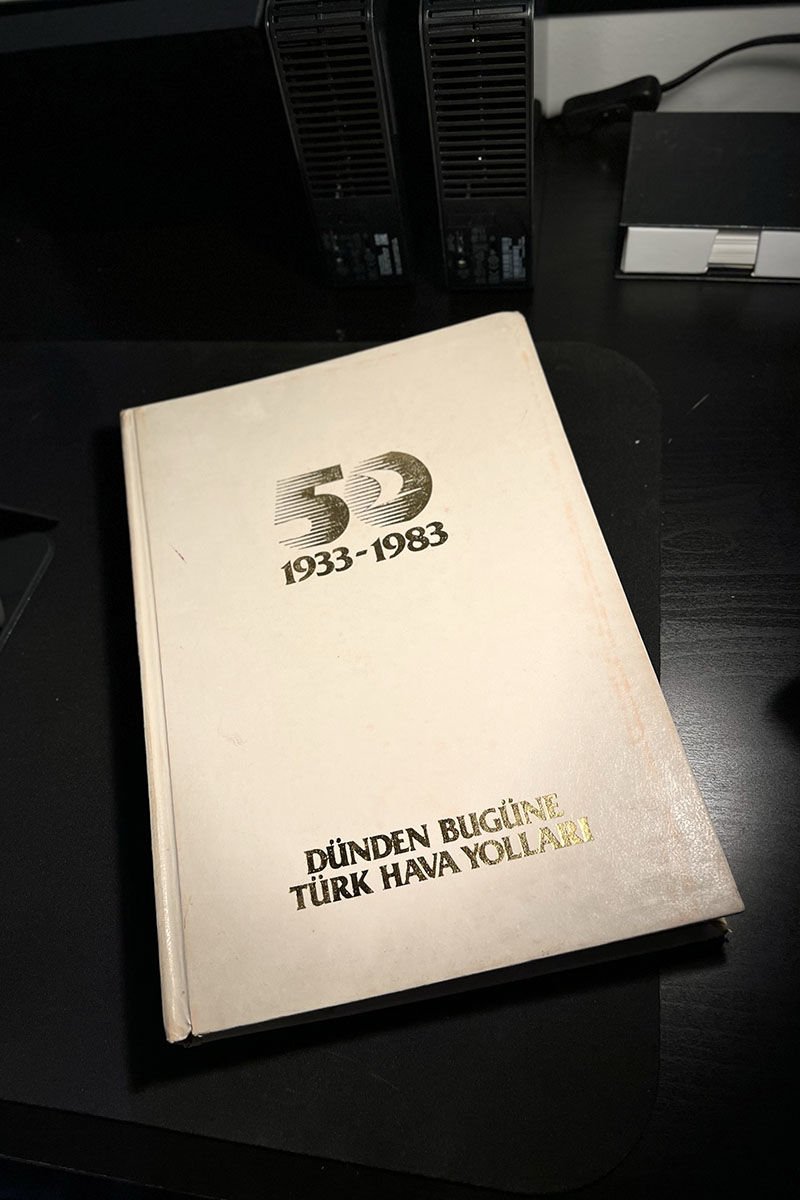 50
1933-1983
DÜNDEN BUGÜNE
TÜRK HAVA YOLLARI